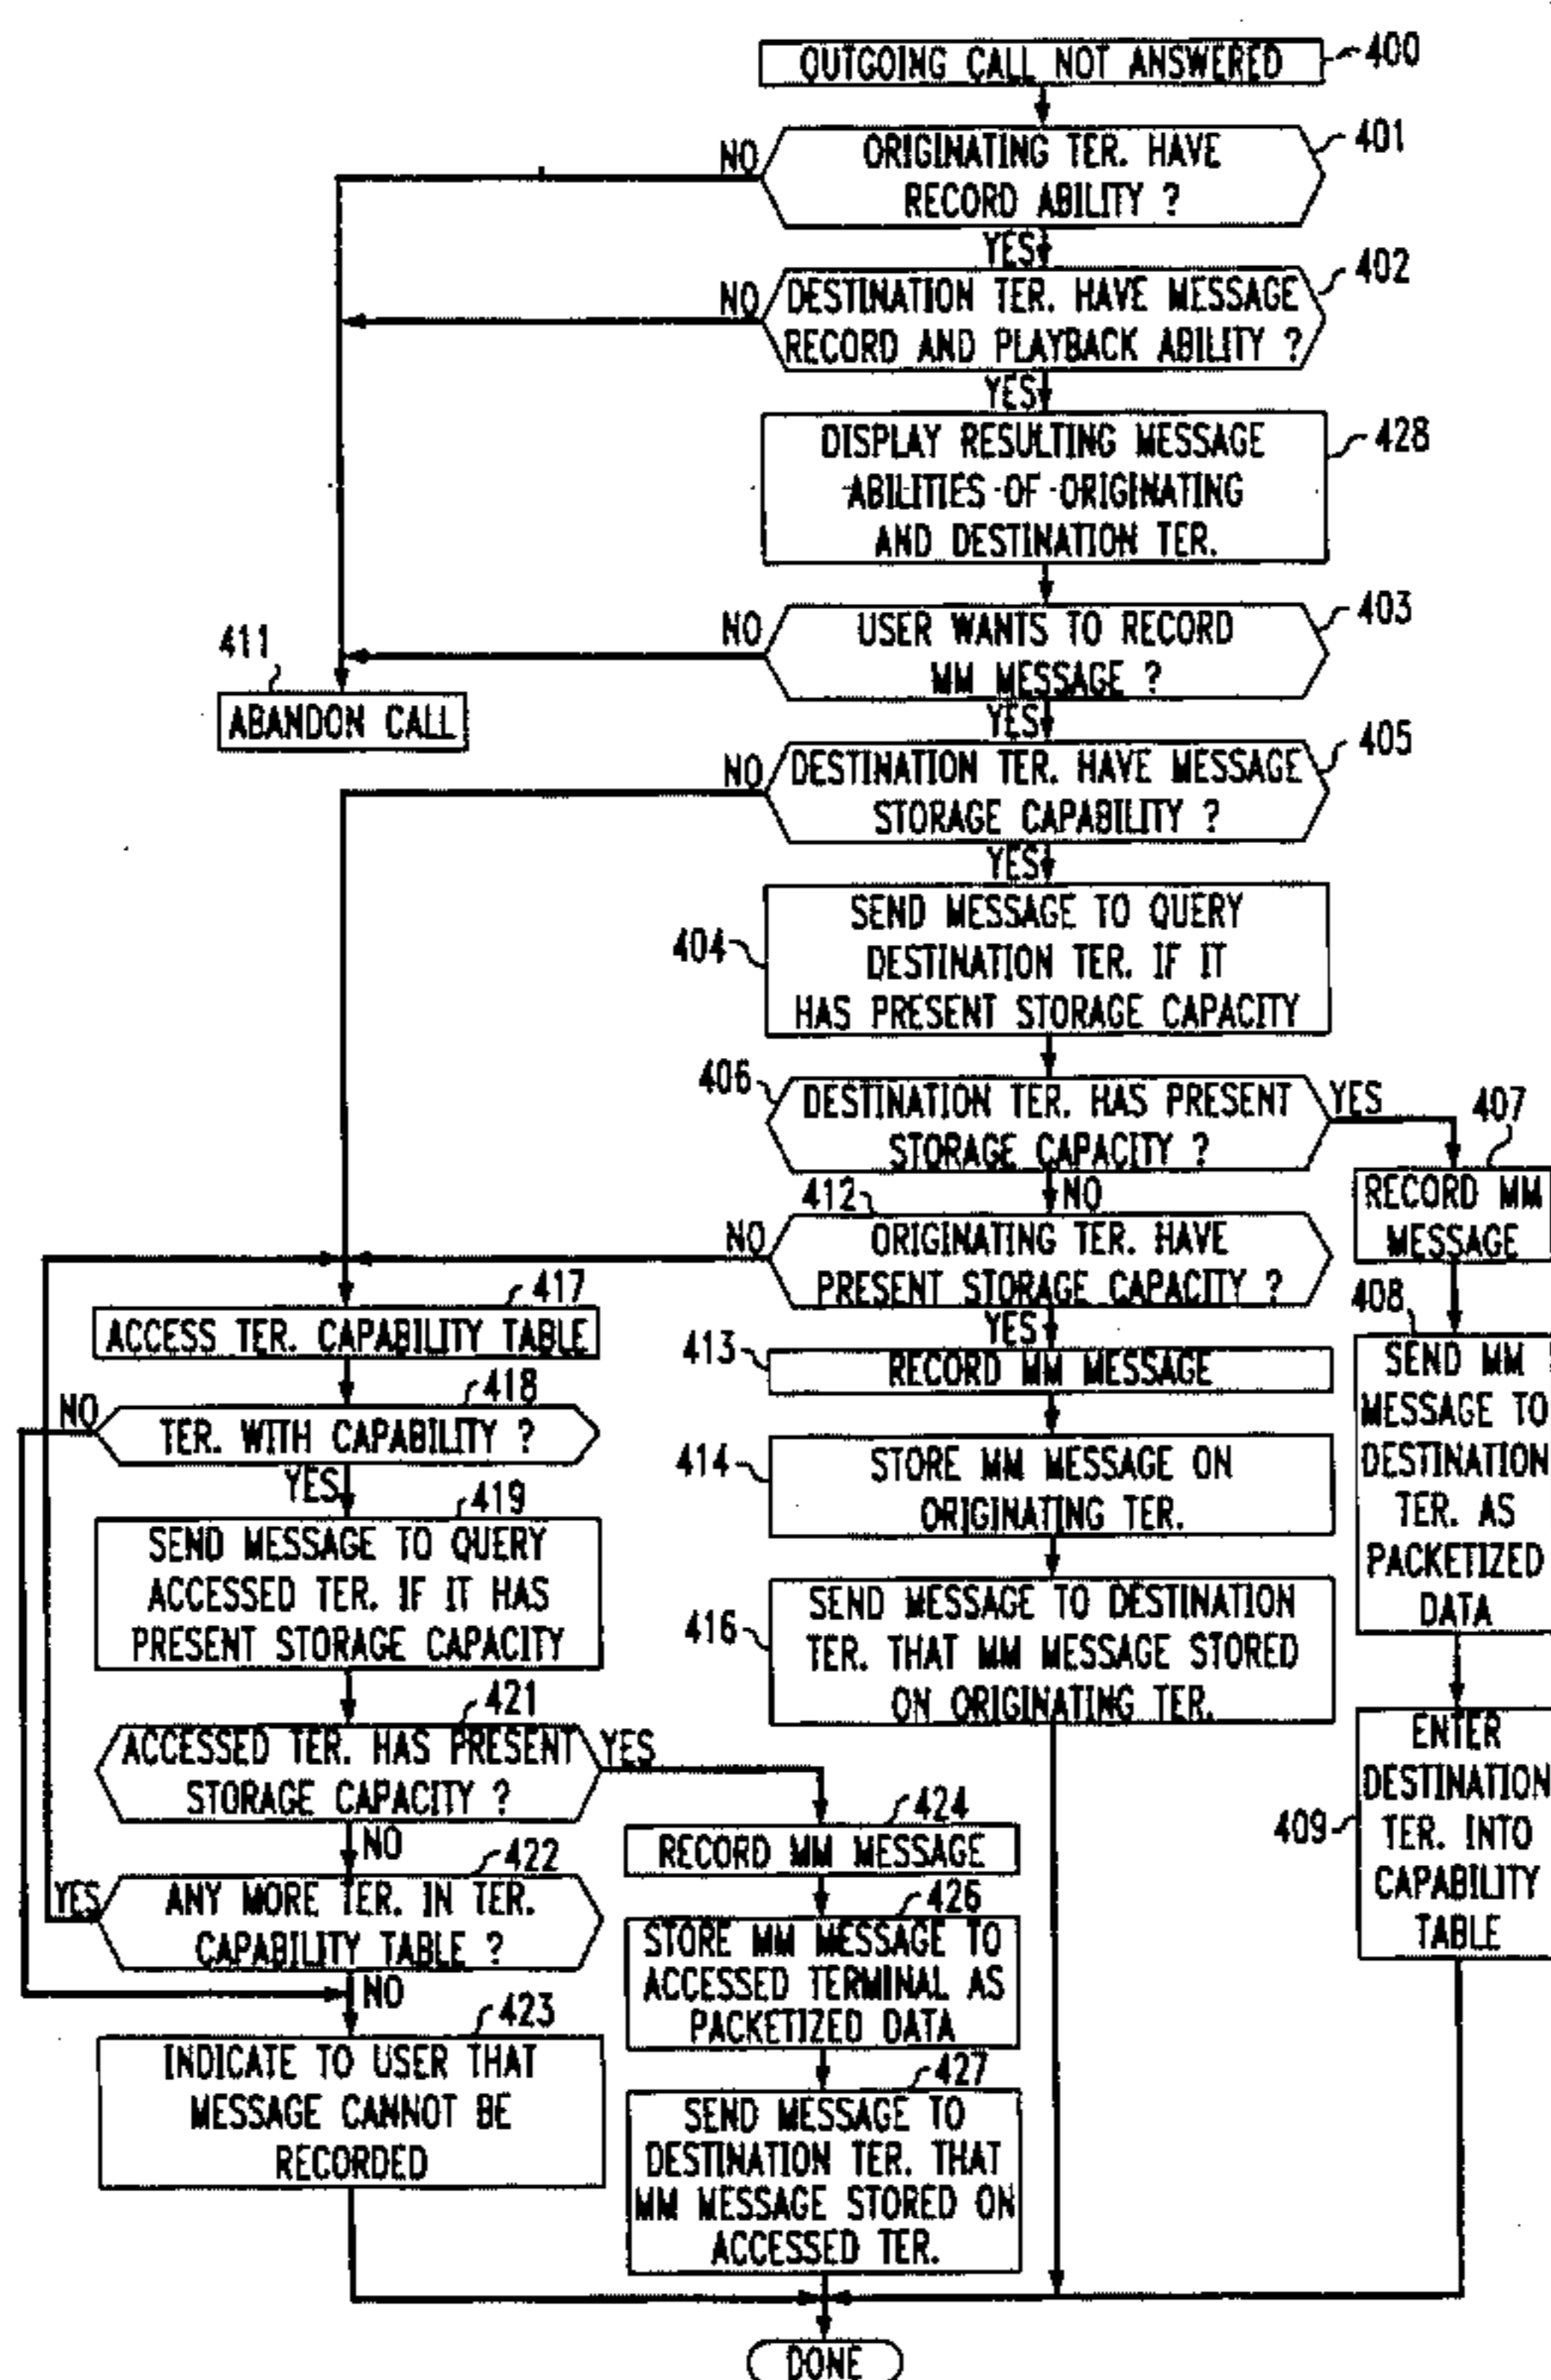 OUTGOING CALL NOT ANSWERED
400
ORIGINATING TER. HAVE
RECORD ABILITY ?
401
NO
YES
DESTINATION TER. HAVE MESSAGE
RECORD AND PLAYBACK ABILITY ?
402
NO
YES
DISPLAY RESULTING MESSAGE
ABILITIES OF ORIGINATING
AND DESTINATION TER.
428
USER WANTS TO RECORD
MM MESSAGE ?
403
NO
YES
411
ABANDON CALL
DESTINATION TER. HAVE MESSAGE
STORAGE CAPABILITY ?
405
NO
YES
404
SEND MESSAGE TO QUERY
DESTINATION TER. IF IT
HAS PRESENT STORAGE CAPACITY
406
DESTINATION TER. HAS PRESENT
STORAGE CAPACITY ?
YES
NO
407
RECORD MM
MESSAGE
408
SEND MM
MESSAGE TO
DESTINATION
TER. AS
PACKETIZED
DATA
409
ENTER
DESTINATION
TER. INTO
CAPABILITY
TABLE
412
ORIGINATING TER. HAVE
PRESENT STORAGE CAPACITY ?
NO
YES
413
RECORD MM MESSAGE
414
STORE MM MESSAGE ON
ORIGINATING TER.
416
SEND MESSAGE TO DESTINATION
TER. THAT MM MESSAGE STORED
ON ORIGINATING TER.
417
ACCESS TER. CAPABILITY TABLE
418
TER. WITH CAPABILITY ?
NO
YES
419
SEND MESSAGE TO QUERY
ACCESSED TER. IF IT HAS
PRESENT STORAGE CAPACITY
421
ACCESSED TER. HAS PRESENT
STORAGE CAPACITY ?
YES
NO
422
ANY MORE TER. IN TER.
CAPABILITY TABLE ?
YES
NO
423
INDICATE TO USER THAT
MESSAGE CANNOT BE
RECORDED
424
RECORD MM MESSAGE
426
STORE MM MESSAGE TO
ACCESSED TERMINAL AS
PACKETIZED DATA
427
SEND MESSAGE TO
DESTINATION TER. THAT
MM MESSAGE STORED ON
ACCESSED TER.
DONE